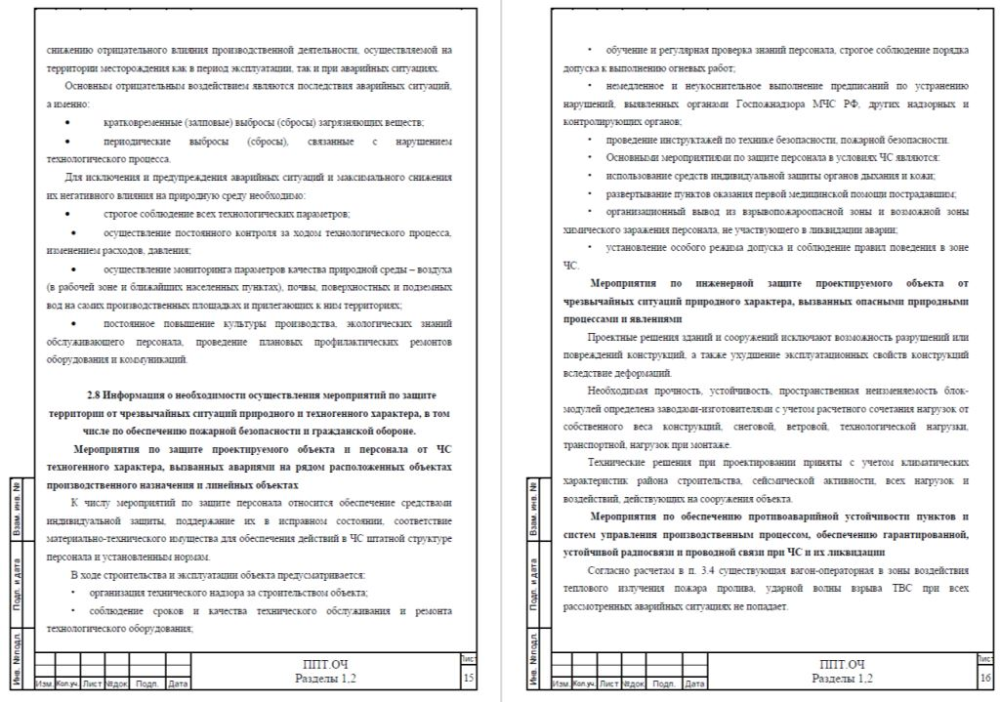 снижению отрицательного влияния производственной деятельности, осуществляемой на
территории месторождения как в период эксплуатации, так и при аварийных ситуациях.
Основным отрицательным воздействием являются последствия аварийных ситуаций,
а именно:
• кратковременные (залповые) выбросы (сбросы) загрязняющих веществ;
• периодические выбросы (сбросы), связанные с нарушением
технологического процесса.
Для исключения и предупреждения аварийных ситуаций и максимального снижения
их негативного влияния на природную среду необходимо:
• строгое соблюдение всех технологических параметров;
• осуществление постоянного контроля за ходом технологического процесса,
изменением расходов, давления;
• осуществление мониторинга параметров качества природной среды – воздуха
(в рабочей зоне и ближайших населенных пунктах), почвы, поверхностных и подземных
вод на самих производственных площадках и прилегающих к ним территориях;
• постоянное повышение культуры производства, экологических знаний
обслуживающего персонала, проведение плановых профилактических ремонтов
оборудования и коммуникаций.
2.8 Информация о необходимости осуществления мероприятий по защите
территории от чрезвычайных ситуаций природного и техногенного характера, в том
числе по обеспечению пожарной безопасности и гражданской обороне.
Мероприятия по защите проектируемого объекта и персонала от ЧС
техногенного характера, вызванных авариями на рядом расположенных объектах
производственного назначения и линейных объектах
К числу мероприятий по защите персонала относится обеспечение средствами
индивидуальной защиты, поддержание их в исправном состоянии, соответствие
материально-технического имущества для обеспечения действий в ЧС штатной структуре
персонала и установленным нормам.
В ходе строительства и эксплуатации объекта предусматривается:
• организация технического надзора за строительством объекта;
• соблюдение сроков и качества технического обслуживания и ремонта
технологического оборудования;
Взам. инв. №
Подп. и дата
Инв. №подл.
Изм. Кол.уч. Лист №док. Подп. Дата
ППТ.ОЧ
Разделы 1,2
Лист
15
• обучение и регулярная проверка знаний персонала, строгое соблюдение порядка
допуска к выполнению огневых работ;
• немедленное и неукоснительное выполнение предписаний по устранению
нарушений, выявленных органами Госпожнадзора МЧС РФ, других надзорных и
контролирующих органов;
• проведение инструктажей по технике безопасности, пожарной безопасности.
• Основными мероприятиями по защите персонала в условиях ЧС являются:
• использование средств индивидуальной защиты органов дыхания и кожи;
• развертывание пунктов оказания первой медицинской помощи пострадавшим;
• организационный вывод из взрывопожароопасной зоны и возможной зоны
химического заражения персонала, не участвующего в ликвидации аварии;
• установление особого режима допуска и соблюдение правил поведения в зоне
ЧС.
Мероприятия по инженерной защите проектируемого объекта от
чрезвычайных ситуаций природного характера, вызванных опасными природными
процессами и явлениями
Проектные решения зданий и сооружений исключают возможность разрушений или
повреждений конструкций, а также ухудшение эксплуатационных свойств конструкций
вследствие деформаций.
Необходимая прочность, устойчивость, пространственная неизменяемость блок-
модулей определена заводами-изготовителями с учетом расчетного сочетания нагрузок от
собственного веса конструкций, снеговой, ветровой, технологической нагрузки,
транспортной, нагрузок при монтаже.
Технические решения при проектировании приняты с учетом климатических
характеристик района строительства, сейсмической активности, всех нагрузок и
воздействий, действующих на сооружения объекта.
Мероприятия по обеспечению противоаварийной устойчивости пунктов и
систем управления производственным процессом, обеспечению гарантированной,
устойчивой радиосвязи и проводной связи при ЧС и их ликвидации
Согласно расчетам в п. 3.4 существующая вагон-операторная в зоны воздействия
теплового излучения пожара пролива, ударной волны взрыва ТВС при всех
рассмотренных аварийных ситуациях не попадает.
Взам. инв. №
Подп. и дата
Инв. №подл.
Изм. Кол.уч. Лист №док. Подп. Дата
ППТ.ОЧ
Разделы 1,2
Лист
16